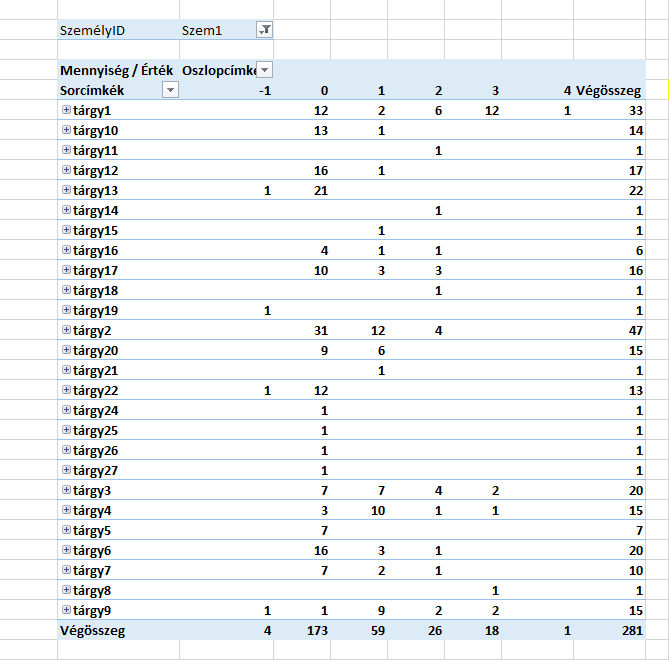 SzemélyID Szem1
Mennyiség / Érték Oszlopcímke
Sorcímkék -1 0 1 2 3 4 Végösszeg
tárgy1 12 2 6 12 1 33
tárgy10 13 1 14
tárgy11 1 1
tárgy12 16 1 17
tárgy13 1 21 22
tárgy14 1 1
tárgy15 1 1
tárgy16 4 1 1 6
tárgy17 10 3 3 16
tárgy18 1 1
tárgy19 1 1
tárgy2 31 12 4 47
tárgy20 9 6 15
tárgy21 1 1
tárgy22 1 12 13
tárgy24 1 1
tárgy25 1 1
tárgy26 1 1
tárgy27 1 1
tárgy3 7 7 4 2 20
tárgy4 3 10 1 1 15
tárgy5 7 7
tárgy6 16 3 1 20
tárgy7 7 2 1 10
tárgy8 1 1
tárgy9 1 1 9 2 2 15
Végösszeg 4 173 59 26 18 1 281